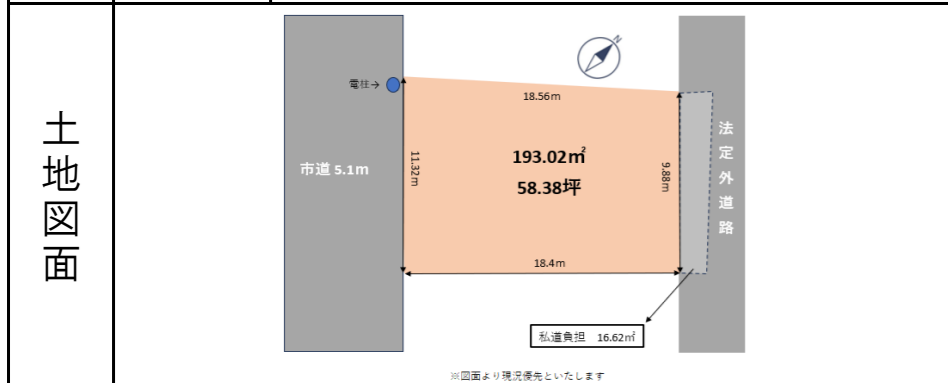 土地図面
N
電柱→
18.56m
市道 5.1m
11.32m
193.02㎡
58.38坪
9.88m
法定外道路
18.4m
私道負担　16.62㎡
※図面より現況優先といたします